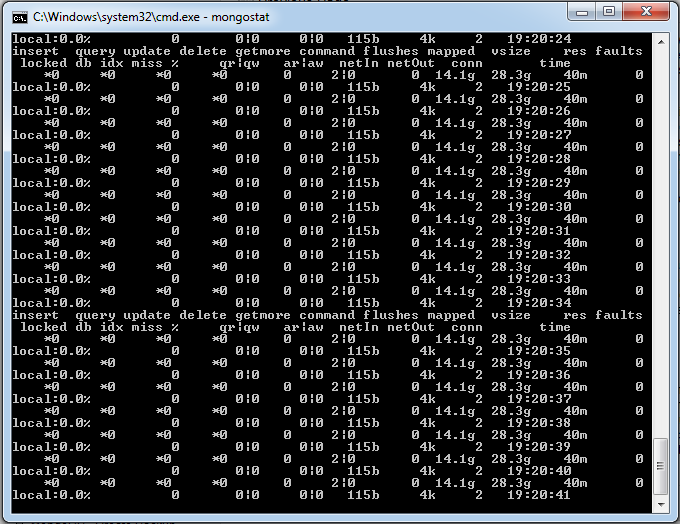 C:\Windows\system32\cmd.exe - mongostat
local:0.0% 0 0|0 0|0 115b 4k 2 19:20:24
insert query update delete getmore command flushes mapped vsize res faults
locked db idx miss % qr|qw ar|aw netIn netOut conn time
*0 *0 *0 *0 0 2|0 0 14.1g 28.3g 40m 0
local:0.0% 0 0|0 0|0 115b 4k 2 19:20:25
*0 *0 *0 *0 0 2|0 0 14.1g 28.3g 40m 0
local:0.0% 0 0|0 0|0 115b 4k 2 19:20:26
*0 *0 *0 *0 0 2|0 0 14.1g 28.3g 40m 0
local:0.0% 0 0|0 0|0 115b 4k 2 19:20:27
*0 *0 *0 *0 0 2|0 0 14.1g 28.3g 40m 0
local:0.0% 0 0|0 0|0 115b 4k 2 19:20:28
*0 *0 *0 *0 0 2|0 0 14.1g 28.3g 40m 0
local:0.0% 0 0|0 0|0 115b 4k 2 19:20:29
*0 *0 *0 *0 0 2|0 0 14.1g 28.3g 40m 0
local:0.0% 0 0|0 0|0 115b 4k 2 19:20:30
*0 *0 *0 *0 0 2|0 0 14.1g 28.3g 40m 0
local:0.0% 0 0|0 0|0 115b 4k 2 19:20:31
*0 *0 *0 *0 0 2|0 0 14.1g 28.3g 40m 0
local:0.0% 0 0|0 0|0 115b 4k 2 19:20:32
*0 *0 *0 *0 0 2|0 0 14.1g 28.3g 40m 0
local:0.0% 0 0|0 0|0 115b 4k 2 19:20:33
*0 *0 *0 *0 0 2|0 0 14.1g 28.3g 40m 0
local:0.0% 0 0|0 0|0 115b 4k 2 19:20:34
insert query update delete getmore command flushes mapped vsize res faults
locked db idx miss % qr|qw ar|aw netIn netOut conn time
*0 *0 *0 *0 0 2|0 0 14.1g 28.3g 40m 0
local:0.0% 0 0|0 0|0 115b 4k 2 19:20:35
*0 *0 *0 *0 0 2|0 0 14.1g 28.3g 40m 0
local:0.0% 0 0|0 0|0 115b 4k 2 19:20:36
*0 *0 *0 *0 0 2|0 0 14.1g 28.3g 40m 0
local:0.0% 0 0|0 0|0 115b 4k 2 19:20:37
*0 *0 *0 *0 0 2|0 0 14.1g 28.3g 40m 0
local:0.0% 0 0|0 0|0 115b 4k 2 19:20:38
*0 *0 *0 *0 0 2|0 0 14.1g 28.3g 40m 0
local:0.0% 0 0|0 0|0 115b 4k 2 19:20:39
*0 *0 *0 *0 0 2|0 0 14.1g 28.3g 40m 0
local:0.0% 0 0|0 0|0 115b 4k 2 19:20:40
*0 *0 *0 *0 0 2|0 0 14.1g 28.3g 40m 0
local:0.0% 0 0|0 0|0 115b 4k 2 19:20:41